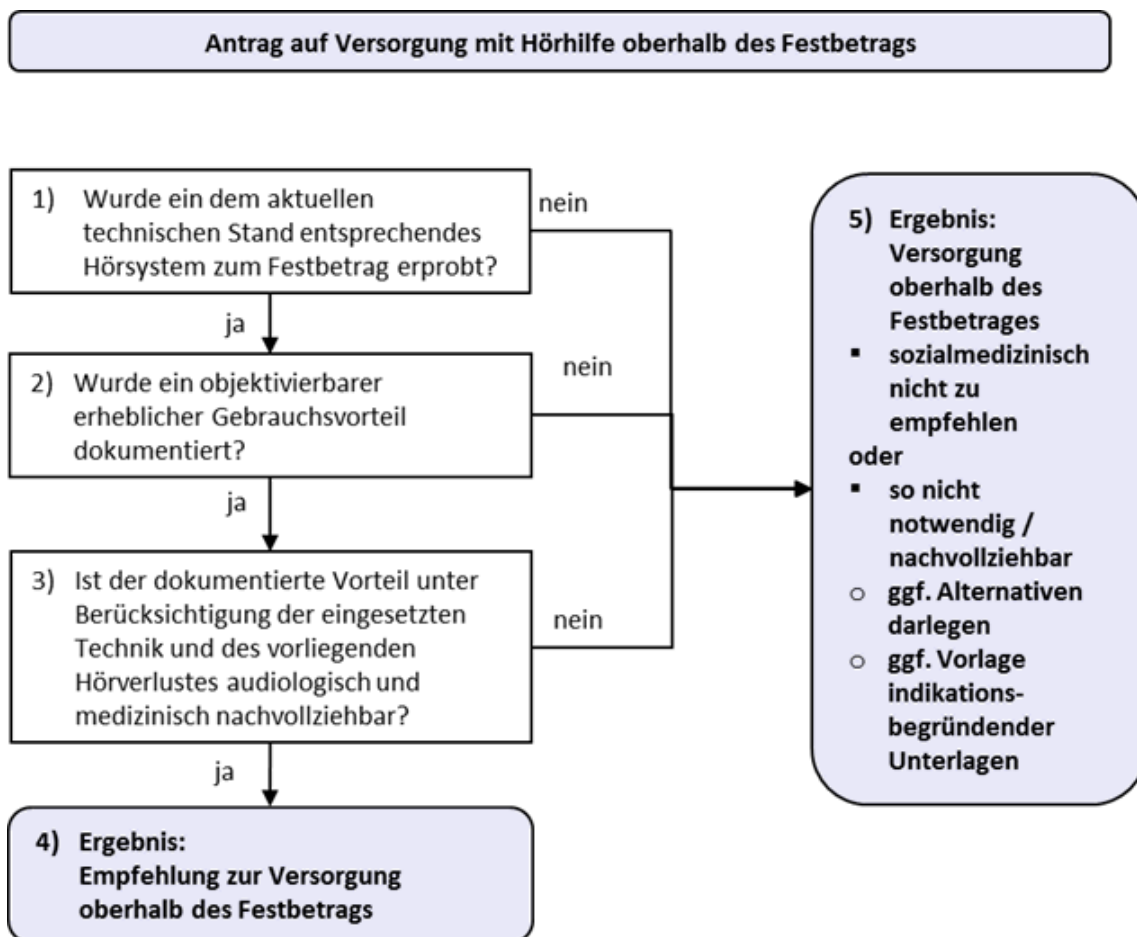 Antrag auf Versorgung mit Hörhilfe oberhalb des Festbetrags
1) Wurde ein dem aktuellen
technischen Stand entsprechendes
Hörsystem zum Festbetrag erprobt?
nein
ja
2) Wurde ein objektivierbarer
erheblicher Gebrauchsvorteil
dokumentiert?
nein
ja
3) Ist der dokumentierte Vorteil unter
Berücksichtigung der eingesetzten
Technik und des vorliegenden
Hörverlustes audiologisch und
medizinisch nachvollziehbar?
nein
ja
4) Ergebnis:
Empfehlung zur Versorgung
oberhalb des Festbetrags
5) Ergebnis:
Versorgung
oberhalb des
Festbetrages
▪ sozialmedizinisch
nicht zu
empfehlen
oder
▪ so nicht
notwendig /
nachvollziehbar
o ggf. Alternativen
darlegen
o ggf. Vorlage
indikations-
begründender
Unterlagen